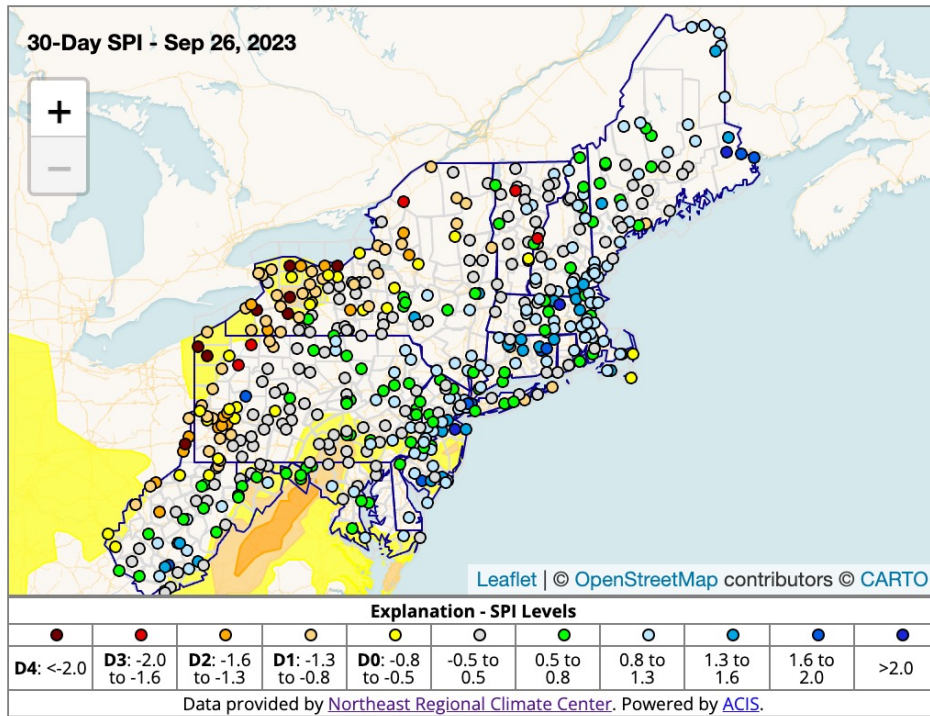 30-Day SPI - Sep 26, 2023
+
−
Leaflet | © OpenStreetMap contributors © CARTO
Explanation - SPI Levels
D4: <-2.0 D3: -2.0 to -1.6 D2: -1.6 to -1.3 D1: -1.3 to -0.8 D0: -0.8 to -0.5 -0.5 to 0.5 0.5 to 0.8 0.8 to 1.3 1.3 to 1.6 1.6 to 2.0 >2.0
Data provided by Northeast Regional Climate Center. Powered by ACIS.